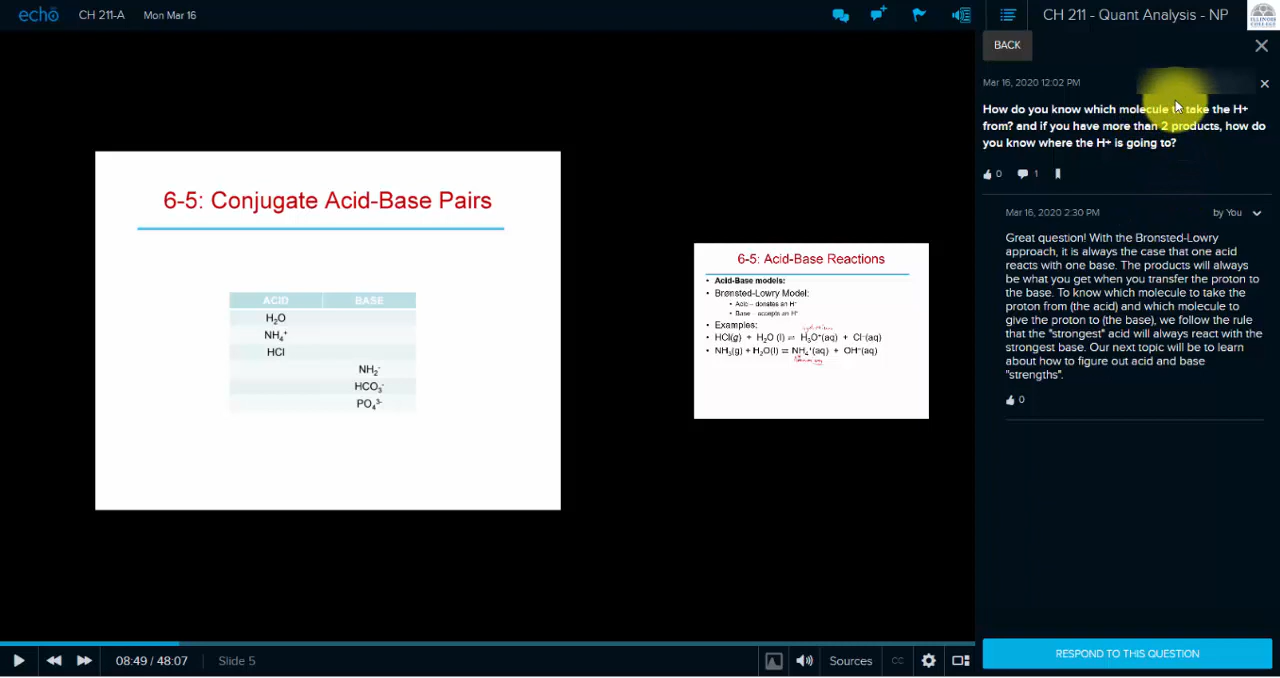 echo
CH 211-A
Mon Mar 16
CH 211 - Quant Analysis - NP
ILLINOIS
COLLEGE
BACK
Mar 16, 2020 12:02 PM
How do you know which molecule to take the H+
from? and if you have more than 2 products, how do
you know where the H+ is going to?
0
1
Mar 16, 2020 2:30 PM
by You
Great question! With the Bronsted-Lowry
approach, it is always the case that one acid
reacts with one base. The products will always
be what you get when you transfer the proton to
the base. To know which molecule to take the
proton from (the acid) and which molecule to
give the proton to (the base), we follow the rule
that the "strongest" acid will always react with the
strongest base. Our next topic will be to learn
about how to figure out acid and base
"strengths".
0
RESPOND TO THIS QUESTION
6-5: Conjugate Acid-Base Pairs
ACID BASE
H₂O
NH₄⁺
HCl
NH₂⁻
HCO₃⁻
PO₄³⁻
6-5: Acid-Base Reactions
• Acid-Base models:
• Brønsted-Lowry Model:
• Acid – donates an H⁺
• Base – accepts an H⁺
• Examples:
• HCl(g) + H₂O (l) ⇌ H₃O⁺(aq) + Cl⁻(aq)
• NH₃(g) + H₂O(l) ⇌ NH₄⁺(aq) + OH⁻(aq)
08:49 / 48:07
Slide 5
Sources
CC